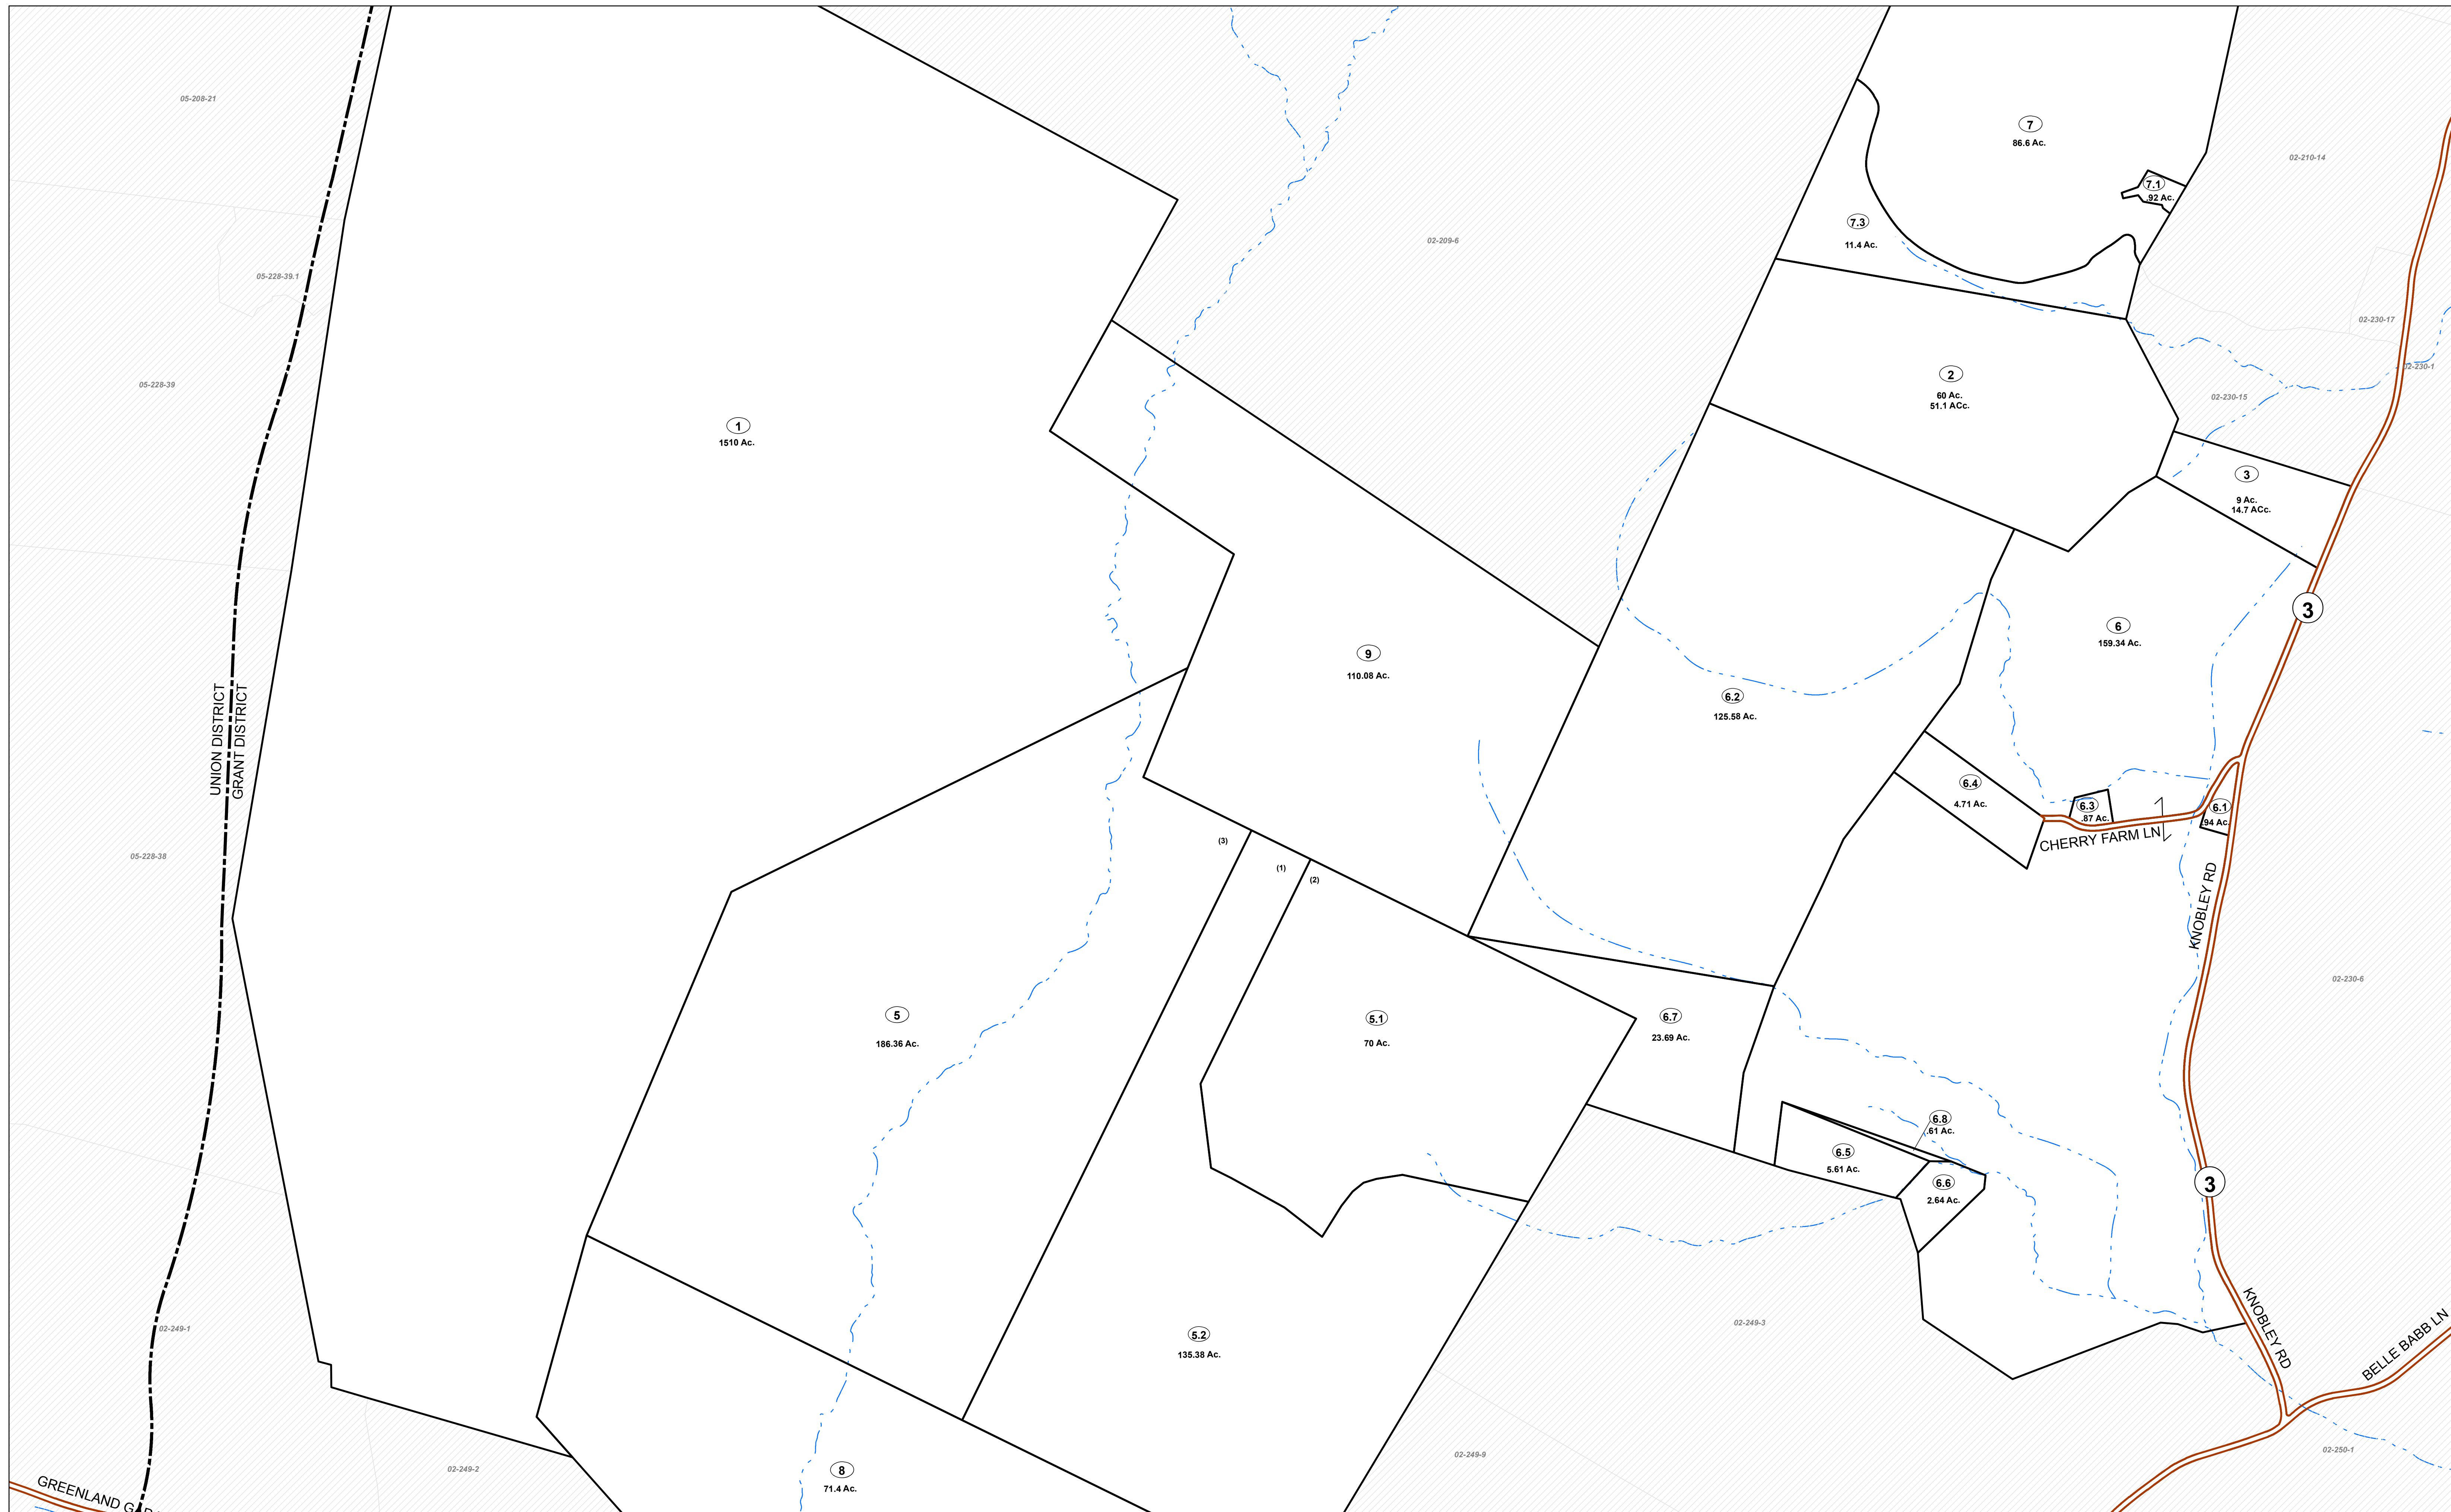 05-208-21
7
86.6 Ac.
02-210-14
7.1
.92 Ac.
7.3
11.4 Ac.
02-209-6
05-228-39.1
02-230-17
02-230-1
05-228-39
2
60 Ac.
51.1 ACc.
02-230-15
1
1510 Ac.
3
9 Ac.
14.7 ACc.
3
6
159.34 Ac.
9
110.08 Ac.
6.2
125.58 Ac.
UNION DISTRICT
GRANT DISTRICT
6.4
4.71 Ac.
6.3
.87 Ac.
6.1
.94 Ac.
CHERRY FARM LN
(3)
(1)
(2)
05-228-38
KNOBLEY RD
02-230-6
5
186.36 Ac.
5.1
70 Ac.
6.7
23.69 Ac.
6.8
.61 Ac.
6.5
5.61 Ac.
6.6
2.64 Ac.
3
02-249-1
5.2
135.38 Ac.
02-249-3
KNOBLEY RD
BELLE BABB LN
02-249-2
8
71.4 Ac.
02-249-9
02-250-1
GREENLAND GAP